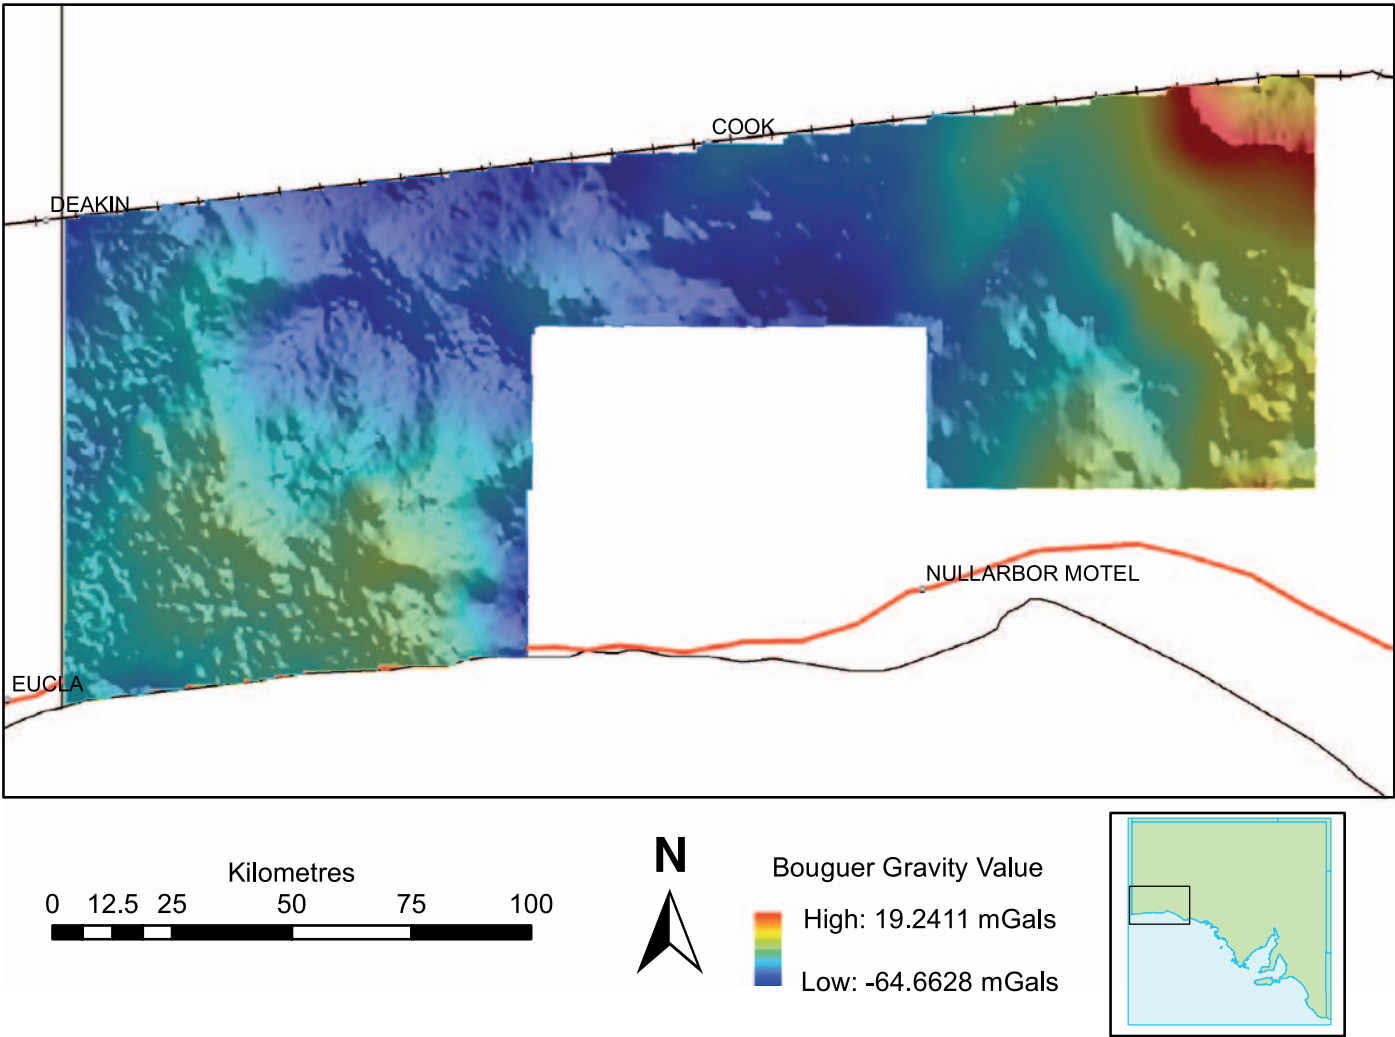 COOK
DEAKIN
NULLARBOR MOTEL
EUCLA
Kilometres
0 12.5 25 50 75 100
N
Bouguer Gravity Value
High: 19.2411 mGals
Low: -64.6628 mGals